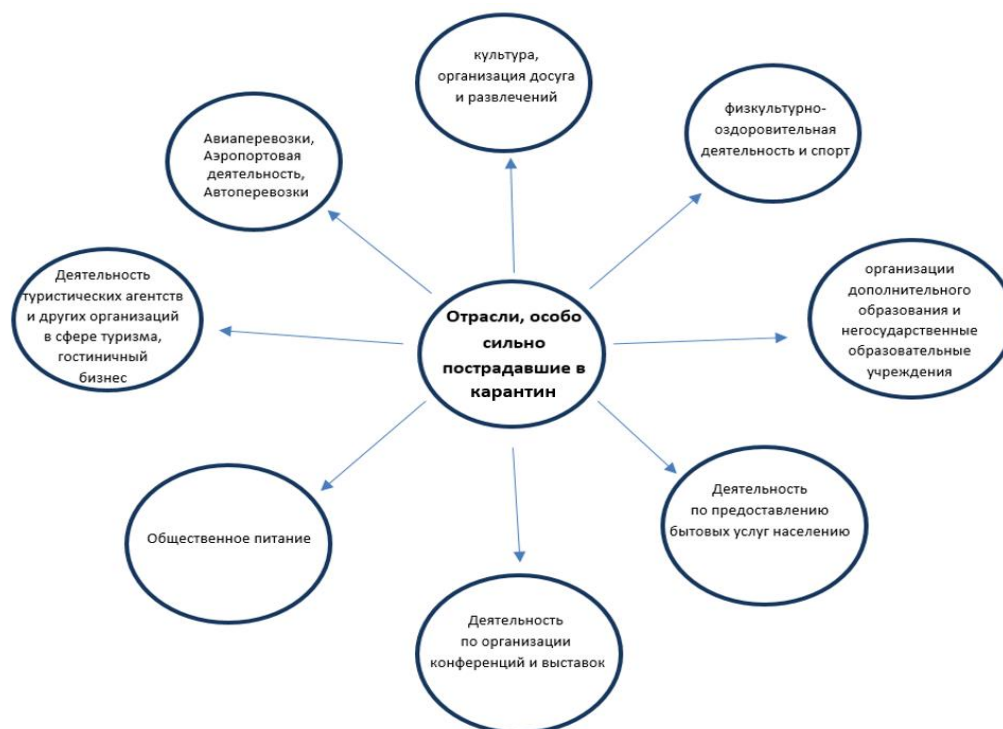 культура,
организация досуга
и развлечений
физкультурно-
оздоровительная
деятельность и спорт
Авиаперевозки,
Аэропортовая
деятельность,
Автоперевозки
организации
дополнительного
образования и
негосударственные
образовательные
учреждения
Деятельность
туристических агентств
и других организаций
в сфере туризма,
гостиничный
бизнес
Отрасли, особо
сильно
пострадавшие в
карантин
Деятельность
по предоставлению
бытовых услуг населению
Общественное питание
Деятельность
по организации
конференций и выставок